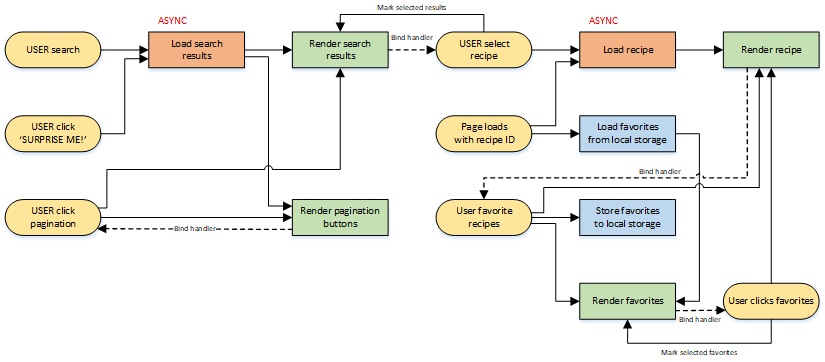 Mark selected results
ASYNC
ASYNC
USER search
Load search
results
Render search
results
Bind handler
USER select
recipe
Load recipe
Render recipe
USER click
‘SURPRISE ME!’
Page loads
with recipe ID
Load favorites
from local storage
Bind handler
USER click
pagination
Render pagination
buttons
Bind handler
User favorite
recipes
Store favorites
to local storage
Render favorites
Bind handler
User clicks favorites
Mark selected favorites